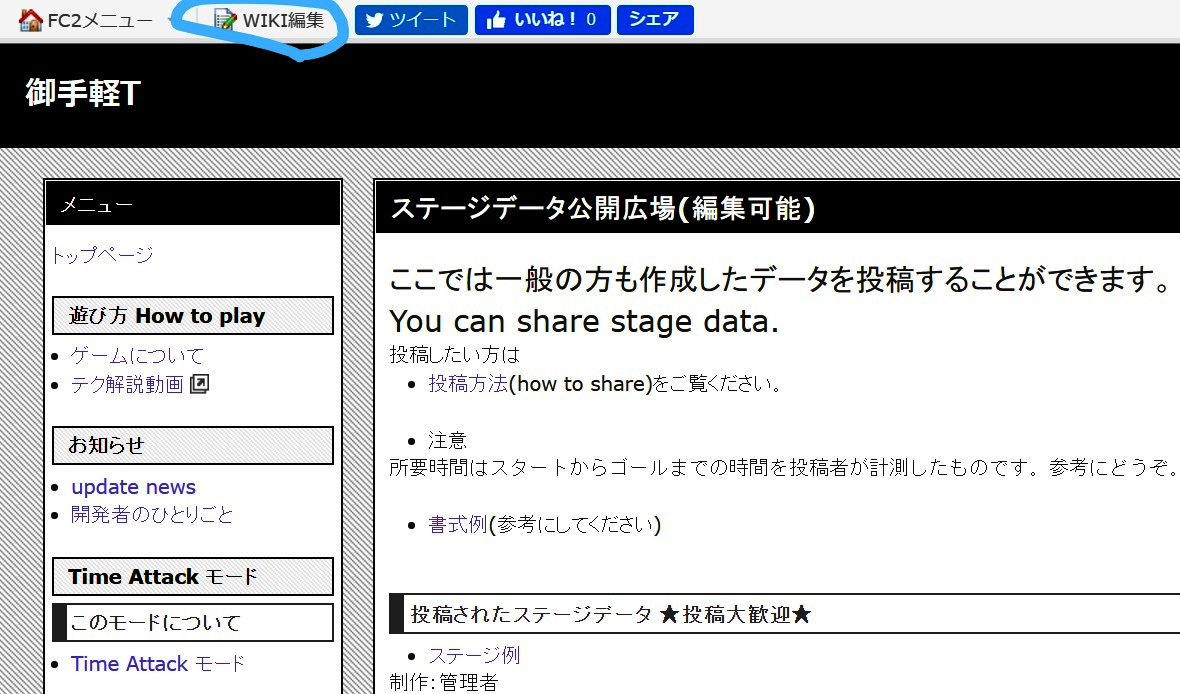 FC2メニュー WIKI編集 ツイート いいね！ 0 シェア
御手軽T
メニュー
トップページ
遊び方 How to play
ゲームについて
テク解説動画
お知らせ
update news
開発者のひとりごと
Time Attack モード
このモードについて
Time Attack モード
ステージデータ公開広場(編集可能)
ここでは一般の方も作成したデータを投稿することができます。
You can share stage data.
投稿したい方は
投稿方法(how to share)をご覧ください。
注意
所要時間はスタートからゴールまでの時間を投稿者が計測したものです。参考にどうぞ。
書式例(参考にしてください)
投稿されたステージデータ ★投稿大歓迎★
ステージ例
制作：管理者